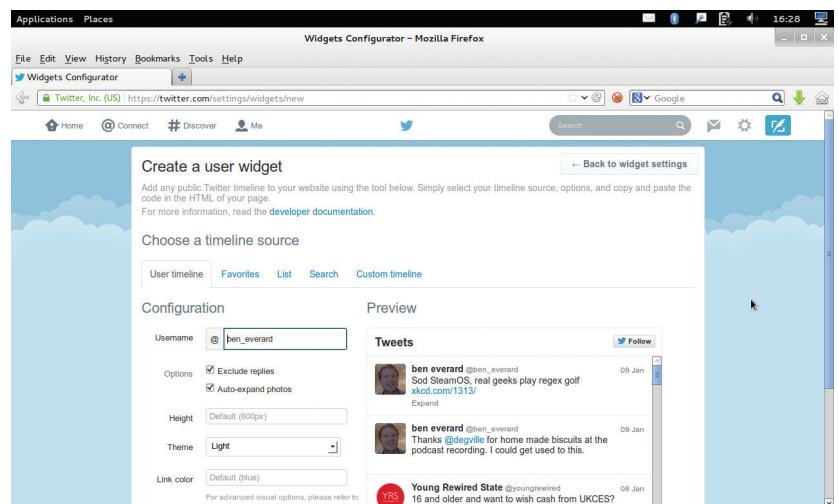 Applications Places
16:28
Widgets Configurator - Mozilla Firefox
File Edit View History Bookmarks Tools Help
Widgets Configurator
Twitter, Inc. (US) https://twitter.com/settings/widgets/new
Google
Home Connect Discover Me
Search
Create a user widget
← Back to widget settings
Add any public Twitter timeline to your website using the tool below. Simply select your timeline source, options, and copy and paste the
code in the HTML of your page.
For more information, read the developer documentation.
Choose a timeline source
User timeline Favorites List Search Custom timeline
Configuration
Username @ ben_everard
Options Exclude replies
Auto-expand photos
Height Default (600px)
Theme Light
Link color Default (blue)
For advanced visual options, please refer to
Preview
Tweets
Follow
ben everard @ben_everard 09 Jan
Sod SteamOS, real geeks play regex golf
xkcd.com/1313/
Expand
ben everard @ben_everard 09 Jan
Thanks @degville for home made biscuits at the
podcast recording. I could get used to this.
YRS
Young Rewired State @youngrewired 08 Jan
16 and older and want to wish cash from UKCES?